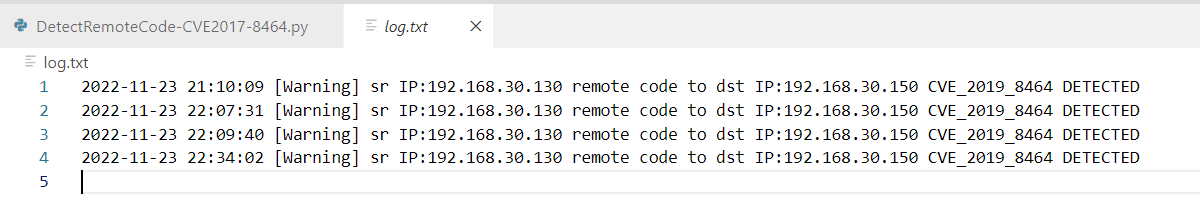 DetectRemoteCode-CVE2017-8464.py log.txt
log.txt
1 2022-11-23 21:10:09 [Warning] sr IP:192.168.30.130 remote code to dst IP:192.168.30.150 CVE_2019_8464 DETECTED
2 2022-11-23 22:07:31 [Warning] sr IP:192.168.30.130 remote code to dst IP:192.168.30.150 CVE_2019_8464 DETECTED
3 2022-11-23 22:09:40 [Warning] sr IP:192.168.30.130 remote code to dst IP:192.168.30.150 CVE_2019_8464 DETECTED
4 2022-11-23 22:34:02 [Warning] sr IP:192.168.30.130 remote code to dst IP:192.168.30.150 CVE_2019_8464 DETECTED
5